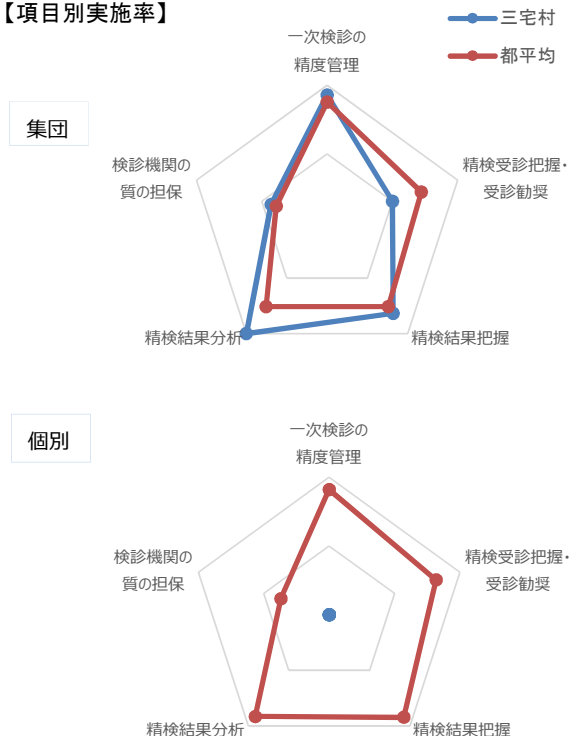 【項目別実施率】
三宅村
都平均
集団
一次検診の
精度管理
精検受診把握・
受診勧奨
精検結果把握
精検結果分析
検診機関の
質の担保
個別
一次検診の
精度管理
精検受診把握・
受診勧奨
精検結果把握
精検結果分析
検診機関の
質の担保